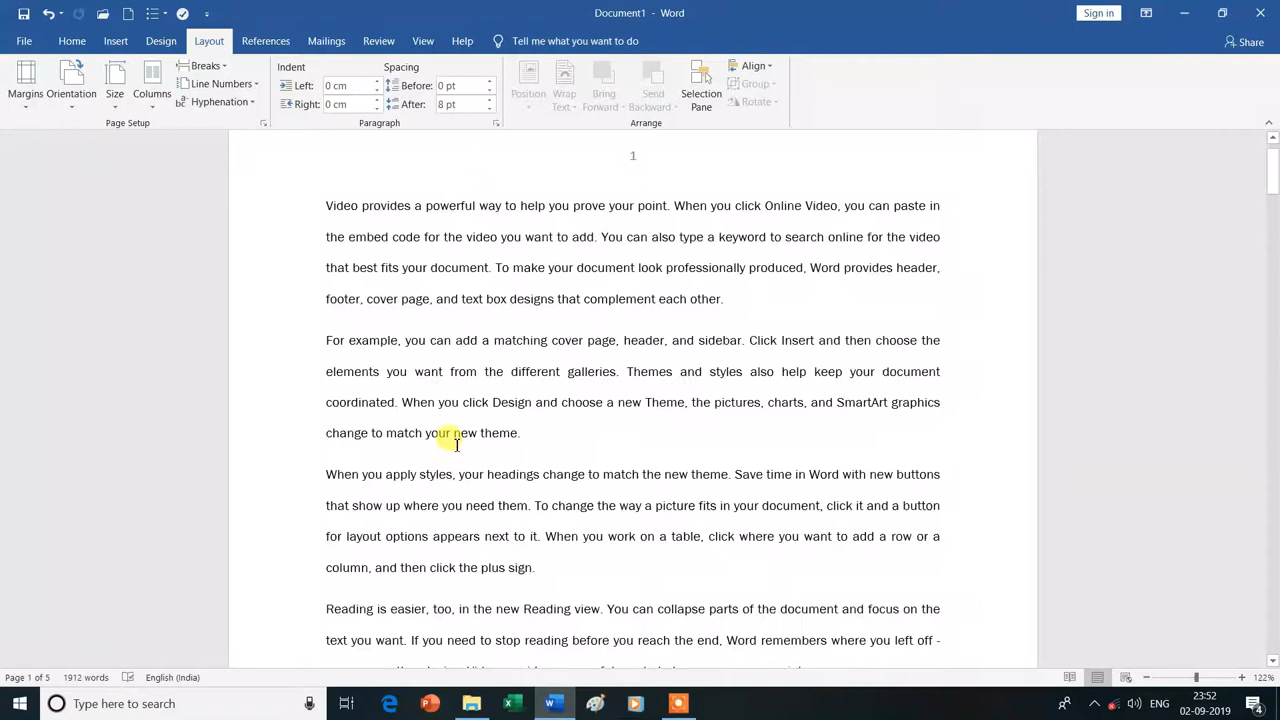 Document1 - Word
Sign in
File Home Insert Design Layout References Mailings Review View Help Tell me what you want to do Share
Margins Orientation Size Columns
Breaks
Line Numbers
Hyphenation
Page Setup
Indent
Left: 0 cm
Right: 0 cm
Spacing
Before: 0 pt
After: 8 pt
Paragraph
Position Wrap Text Bring Forward Send Backward Selection Pane
Align
Group
Rotate
Arrange
1
Video provides a powerful way to help you prove your point. When you click Online Video, you can paste in
the embed code for the video you want to add. You can also type a keyword to search online for the video
that best fits your document. To make your document look professionally produced, Word provides header,
footer, cover page, and text box designs that complement each other.
For example, you can add a matching cover page, header, and sidebar. Click Insert and then choose the
elements you want from the different galleries. Themes and styles also help keep your document
coordinated. When you click Design and choose a new Theme, the pictures, charts, and SmartArt graphics
change to match your new theme.
When you apply styles, your headings change to match the new theme. Save time in Word with new buttons
that show up where you need them. To change the way a picture fits in your document, click it and a button
for layout options appears next to it. When you work on a table, click where you want to add a row or a
column, and then click the plus sign.
Reading is easier, too, in the new Reading view. You can collapse parts of the document and focus on the
text you want. If you need to stop reading before you reach the end, Word remembers where you left off -
Page 1 of 5 1912 words English (India) 122%
Type here to search
23:52
02-09-2019
4